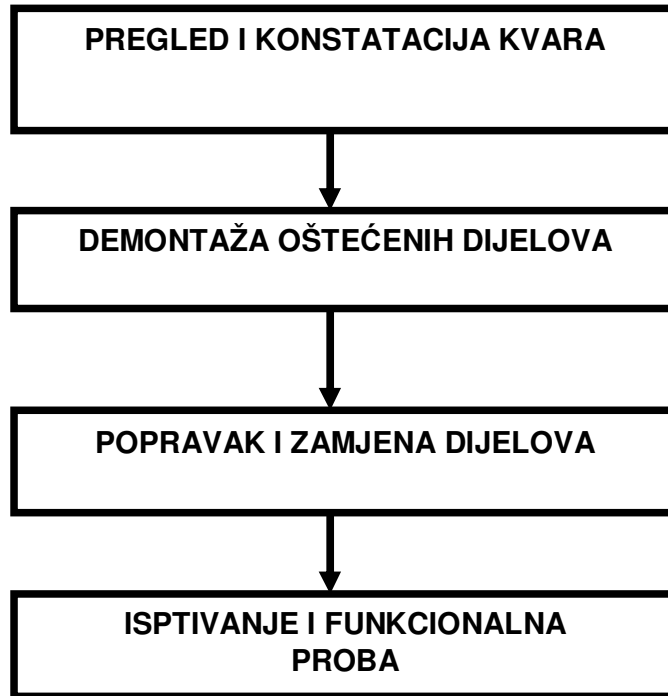 PREGLED I KONSTATACIJA KVARA
DEMONTAŽA OŠTEĆENIH DIJELOVA
POPRAVAK I ZAMJENA DIJELOVA
ISPTIVANJE I FUNKCIONALNA
PROBA